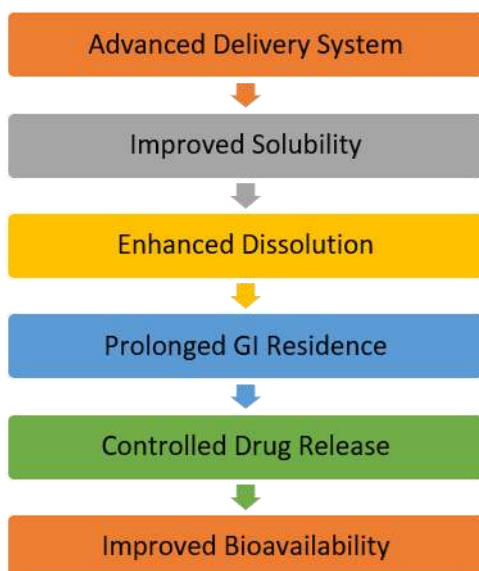 Advanced Delivery System
Improved Solubility
Enhanced Dissolution
Prolonged GI Residence
Controlled Drug Release
Improved Bioavailability